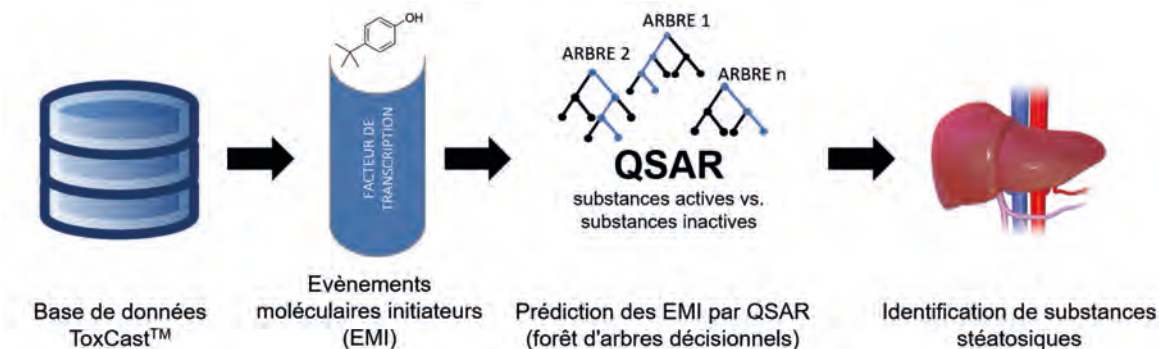 OH
FACTEUR DE
TRANSCRIPTION
ARBRE 1
ARBRE 2
ARBRE n
QSAR
substances actives vs.
substances inactives
Base de données
ToxCast™
Evènements
moléculaires initiateurs
(EMI)
Prédiction des EMI par QSAR
(forêt d'arbres décisionnels)
Identification de substances
stéatosiques